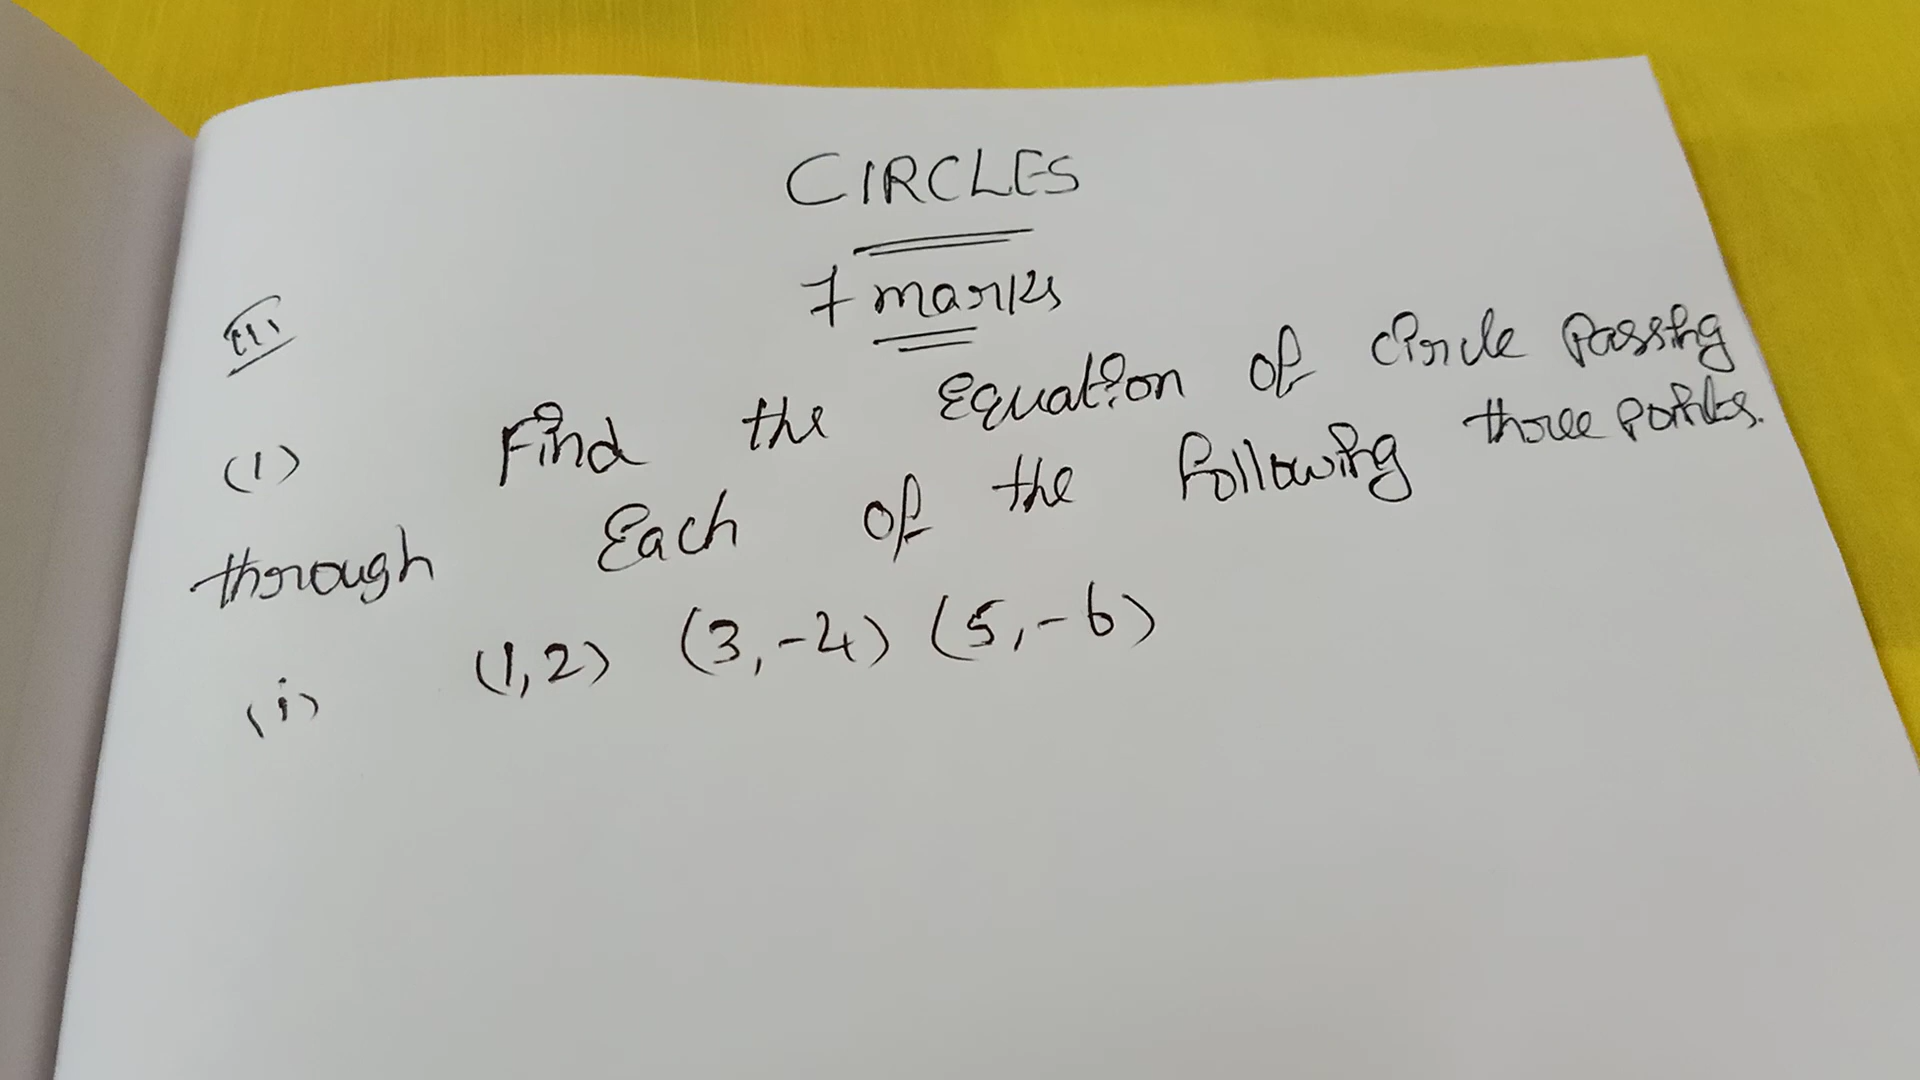 CIRCLES
7 marks
III.
(1) Find the Equation of Circle Passing
through Each of the following three points.
(i) (1,2) (3,-4) (5,-6)